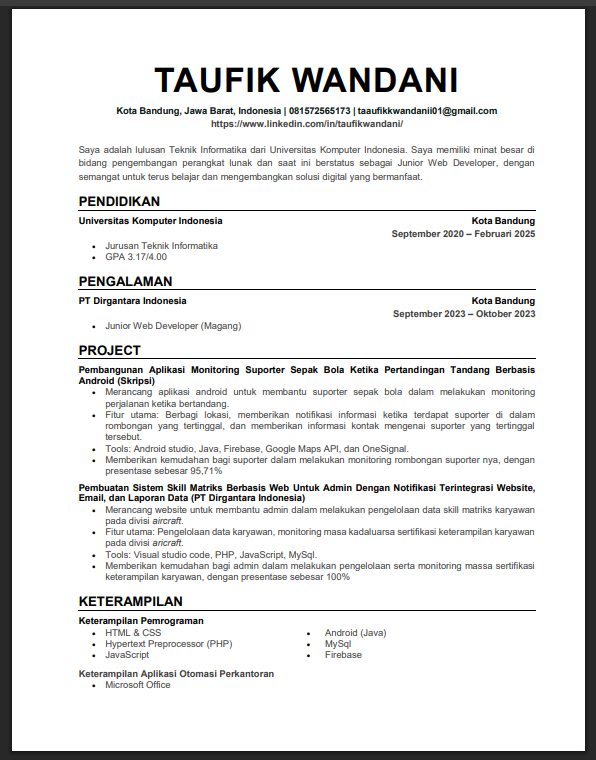 TAUFIK WANDANI
Kota Bandung, Jawa Barat, Indonesia | 081572565173 | taaufikkwandanii01@gmail.com
https://www.linkedin.com/in/taufikwandani/
Saya adalah lulusan Teknik Informatika dari Universitas Komputer Indonesia. Saya memiliki minat besar di
bidang pengembangan perangkat lunak dan saat ini berstatus sebagai Junior Web Developer, dengan
semangat untuk terus belajar dan mengembangkan solusi digital yang bermanfaat.
PENDIDIKAN
Universitas Komputer Indonesia Kota Bandung
September 2020 – Februari 2025
• Jurusan Teknik Informatika
• GPA 3.17/4.00
PENGALAMAN
PT Dirgantara Indonesia Kota Bandung
September 2023 – Oktober 2023
• Junior Web Developer (Magang)
PROJECT
Pembangunan Aplikasi Monitoring Suporter Sepak Bola Ketika Pertandingan Tandang Berbasis
Android (Skripsi)
• Merancang aplikasi android untuk membantu suporter sepak bola dalam melakukan monitoring
perjalanan ketika bertandang.
• Fitur utama: Berbagi lokasi, memberikan notifikasi informasi ketika terdapat suporter di dalam
rombongan yang tertinggal, dan memberikan informasi kontak mengenai suporter yang tertinggal
tersebut.
• Tools: Android studio, Java, Firebase, Google Maps API, dan OneSignal.
• Memberikan kemudahan bagi suporter dalam melakukan monitoring rombongan suporter nya, dengan
presentase sebesar 95,71%
Pembuatan Sistem Skill Matriks Berbasis Web Untuk Admin Dengan Notifikasi Terintegrasi Website,
Email, dan Laporan Data (PT Dirgantara Indonesia)
• Merancang website untuk membantu admin dalam melakukan pengelolaan data skill matriks karyawan
pada divisi aircraft.
• Fitur utama: Pengelolaan data karyawan, monitoring masa kadaluarsa sertifikasi keterampilan karyawan
pada divisi aricraft.
• Tools: Visual studio code, PHP, JavaScript, MySql.
• Memberikan kemudahan bagi admin dalam melakukan pengelolaan serta monitoring massa sertifikasi
keterampilan karyawan, dengan presentase sebesar 100%
KETERAMPILAN
Keterampilan Pemrograman
• HTML & CSS
• Hypertext Preprocessor (PHP)
• JavaScript
• Android (Java)
• MySql
• Firebase
Keterampilan Aplikasi Otomasi Perkantoran
• Microsoft Office